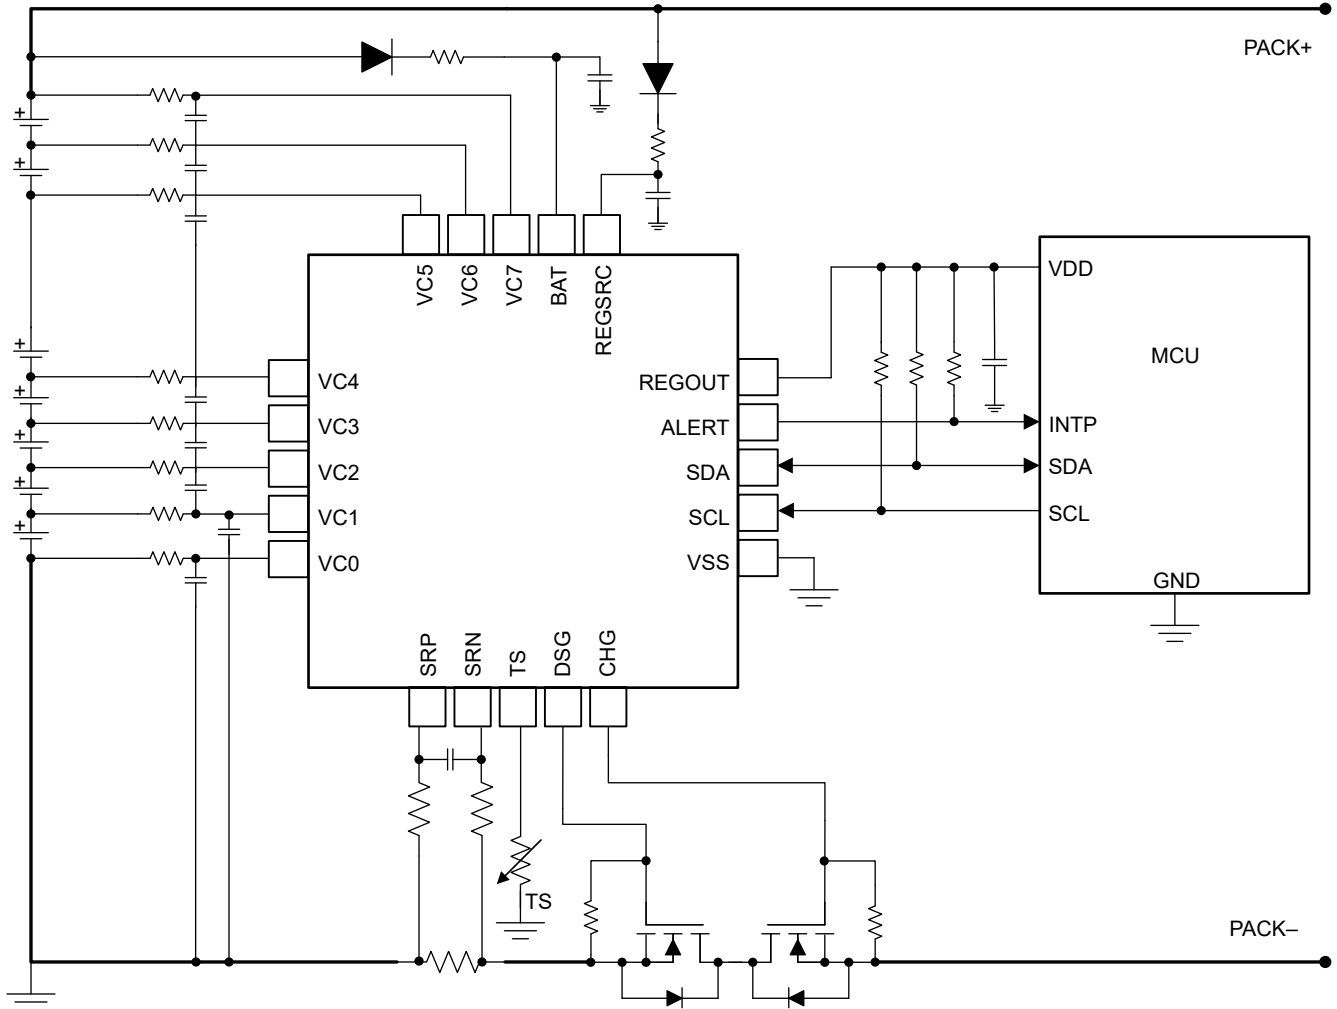 PACK+
VC5
VC6
VC7
BAT
REGSRC
VC4
VC3
VC2
VC1
VC0
REGOUT
ALERT
SDA
SCL
VSS
VDD
MCU
INTP
SDA
SCL
GND
SRP
SRN
TS
DSG
CHG
TS
PACK–
+
+
+
+
+
+
+